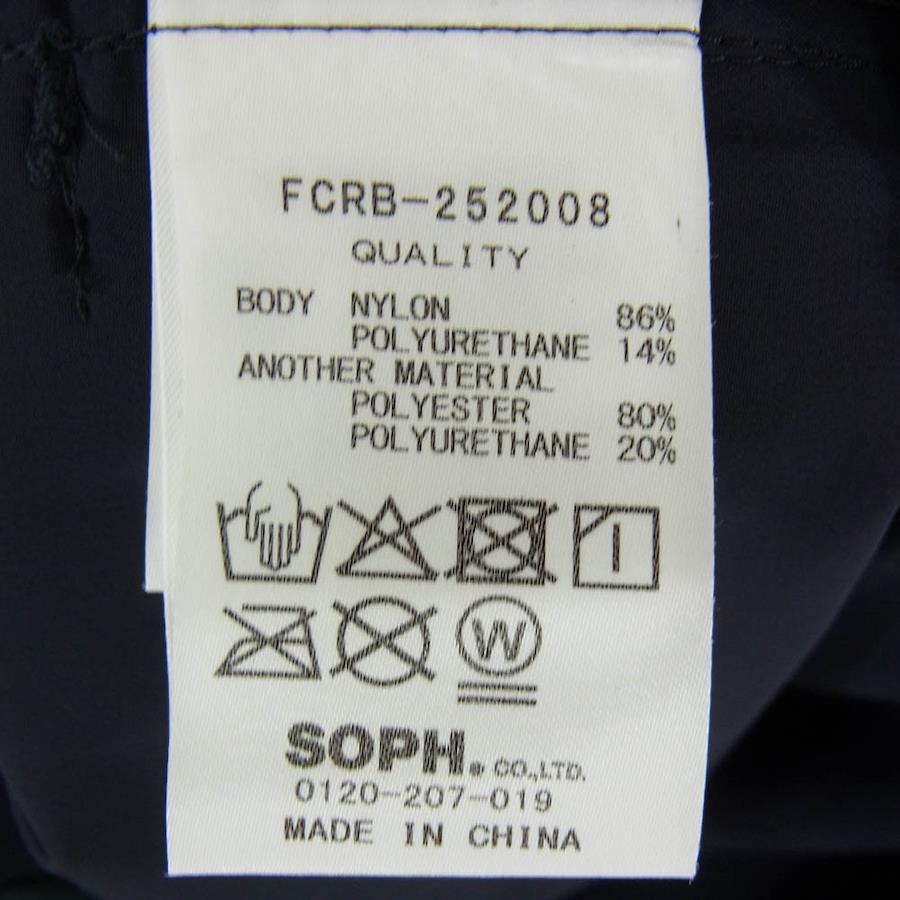 FCRB-252008
QUALITY
BODY NYLON 86%
POLYURETHANE 14%
ANOTHER MATERIAL
POLYESTER 80%
POLYURETHANE 20%
W
SOPH. CO.,LTD.
0120-207-019
MADE IN CHINA